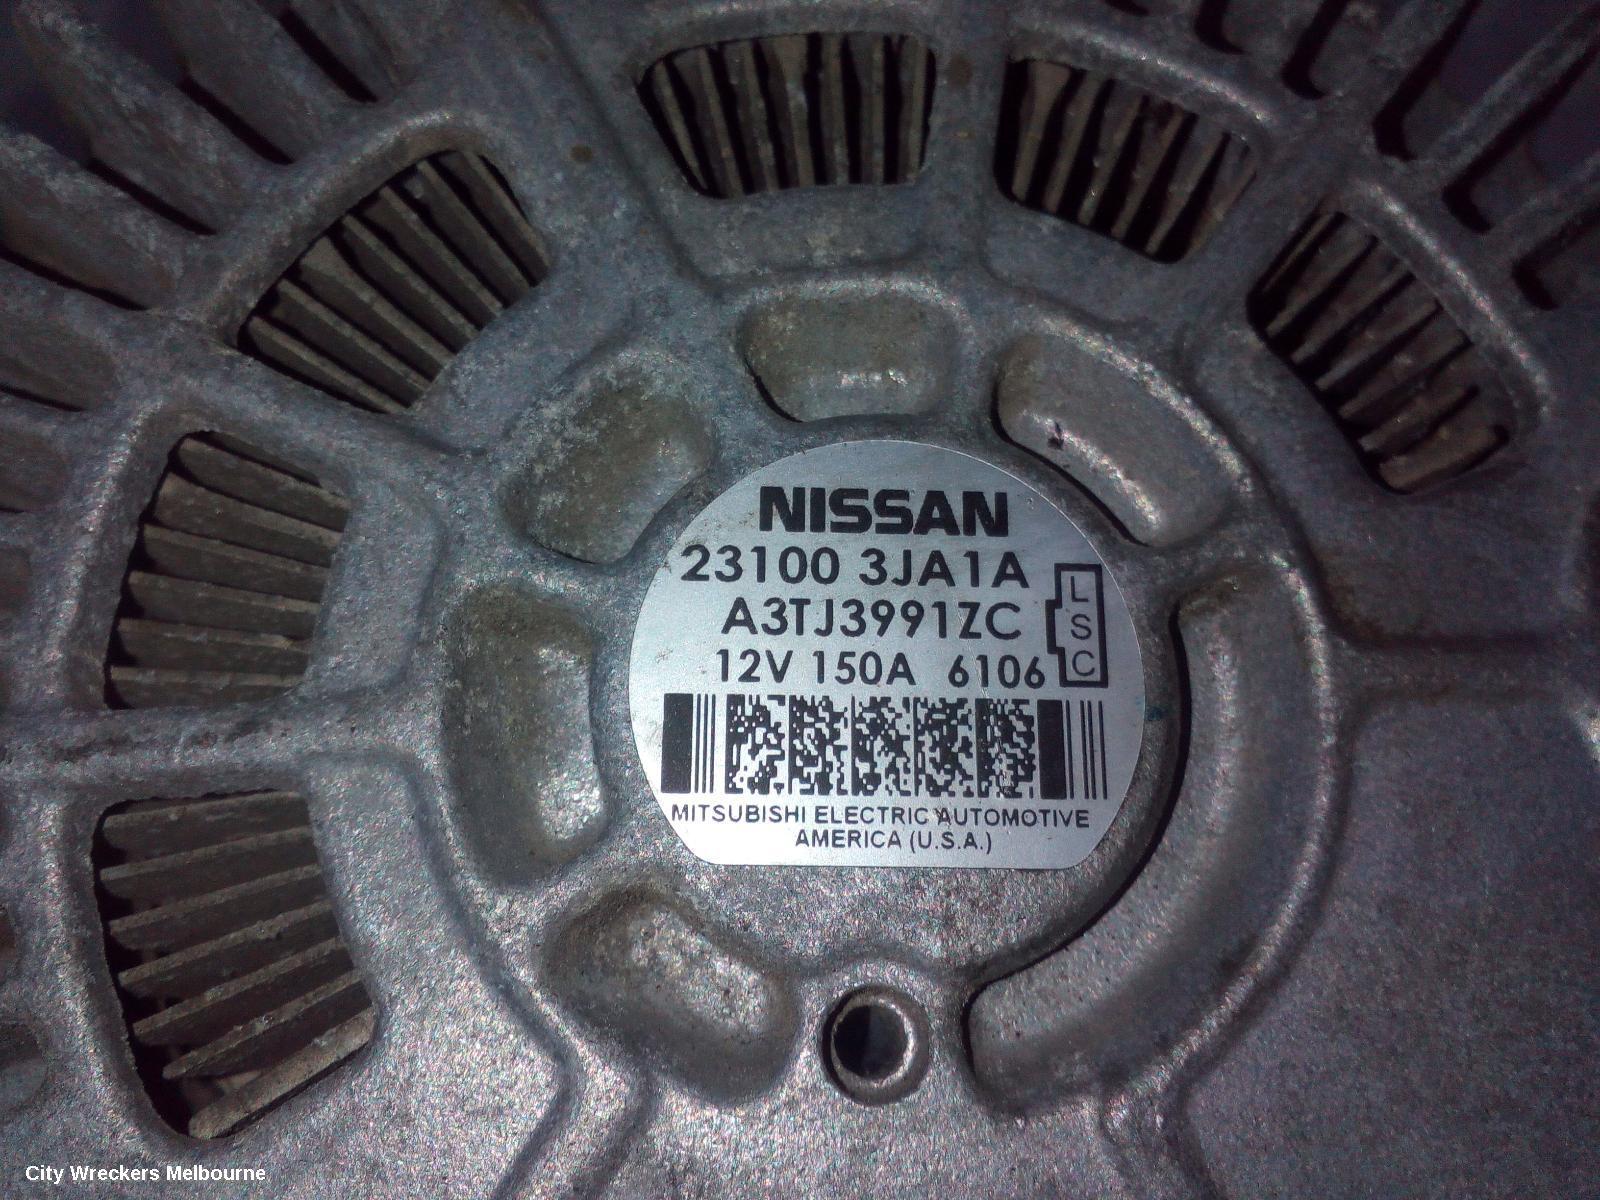 NISSAN
23100 3JA1A
A3TJ3991ZC
12V 150A 6106
L
S
C
MITSUBISHI ELECTRIC AUTOMOTIVE
AMERICA (U.S.A.)
City Wreckers Melbourne